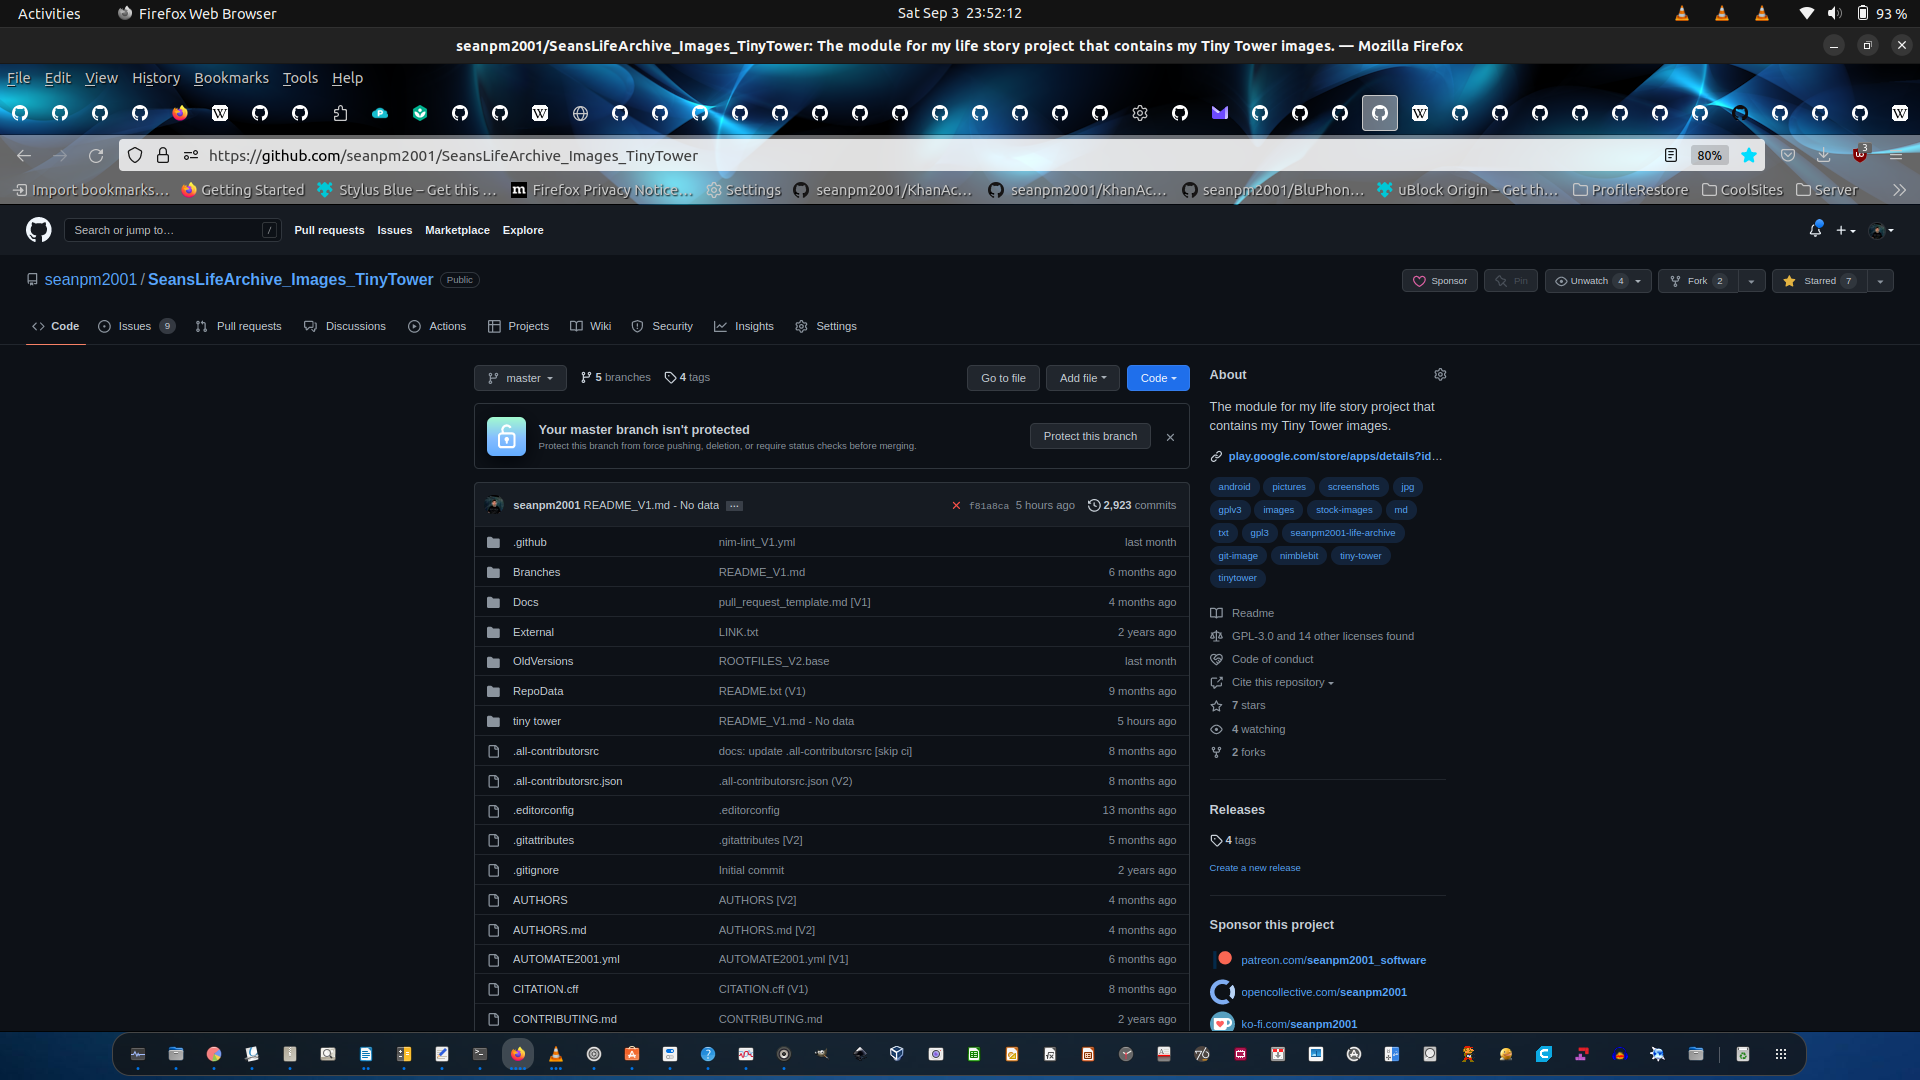 Activities Firefox Web Browser Sat Sep 3 23:52:12 93 %
seanpm2001/SeansLifeArchive_Images_TinyTower: The module for my life story project that contains my Tiny Tower images. — Mozilla Firefox
File Edit View History Bookmarks Tools Help
https://github.com/seanpm2001/SeansLifeArchive_Images_TinyTower 80% 3
Import bookmarks… Getting Started Stylus Blue – Get this … Firefox Privacy Notice… Settings seanpm2001/KhanAc… seanpm2001/KhanAc… seanpm2001/BluPhon… uBlock Origin – Get th… ProfileRestore CoolSites Server
Search or jump to… / Pull requests Issues Marketplace Explore
seanpm2001 / SeansLifeArchive_Images_TinyTower Public Sponsor Pin Unwatch 4 Fork 2 Starred 7
Code Issues 9 Pull requests Discussions Actions Projects Wiki Security Insights Settings
master 5 branches 4 tags Go to file Add file Code
Your master branch isn't protected
Protect this branch from force pushing, deletion, or require status checks before merging.
Protect this branch
seanpm2001 README_V1.md - No data … f81a8ca 5 hours ago 2,923 commits
.github nim-lint_V1.yml last month
Branches README_V1.md 6 months ago
Docs pull_request_template.md [V1] 4 months ago
External LINK.txt 2 years ago
OldVersions ROOTFILES_V2.base last month
RepoData README.txt (V1) 9 months ago
tiny tower README_V1.md - No data 5 hours ago
.all-contributorsrc docs: update .all-contributorsrc [skip ci] 8 months ago
.all-contributorsrc.json .all-contributorsrc.json (V2) 8 months ago
.editorconfig .editorconfig 13 months ago
.gitattributes .gitattributes [V2] 5 months ago
.gitignore Initial commit 2 years ago
AUTHORS AUTHORS [V2] 4 months ago
AUTHORS.md AUTHORS.md [V2] 4 months ago
AUTOMATE2001.yml AUTOMATE2001.yml [V1] 6 months ago
CITATION.cff CITATION.cff (V1) 8 months ago
CONTRIBUTING.md CONTRIBUTING.md 2 years ago
About
The module for my life story project that
contains my Tiny Tower images.
play.google.com/store/apps/details?id…
android pictures screenshots jpg
gplv3 images stock-images md
txt gpl3 seanpm2001-life-archive
git-image nimblebit tiny-tower
tinytower
Readme
GPL-3.0 and 14 other licenses found
Code of conduct
Cite this repository
7 stars
4 watching
2 forks
Releases
4 tags
Create a new release
Sponsor this project
patreon.com/seanpm2001_software
opencollective.com/seanpm2001
ko-fi.com/seanpm2001